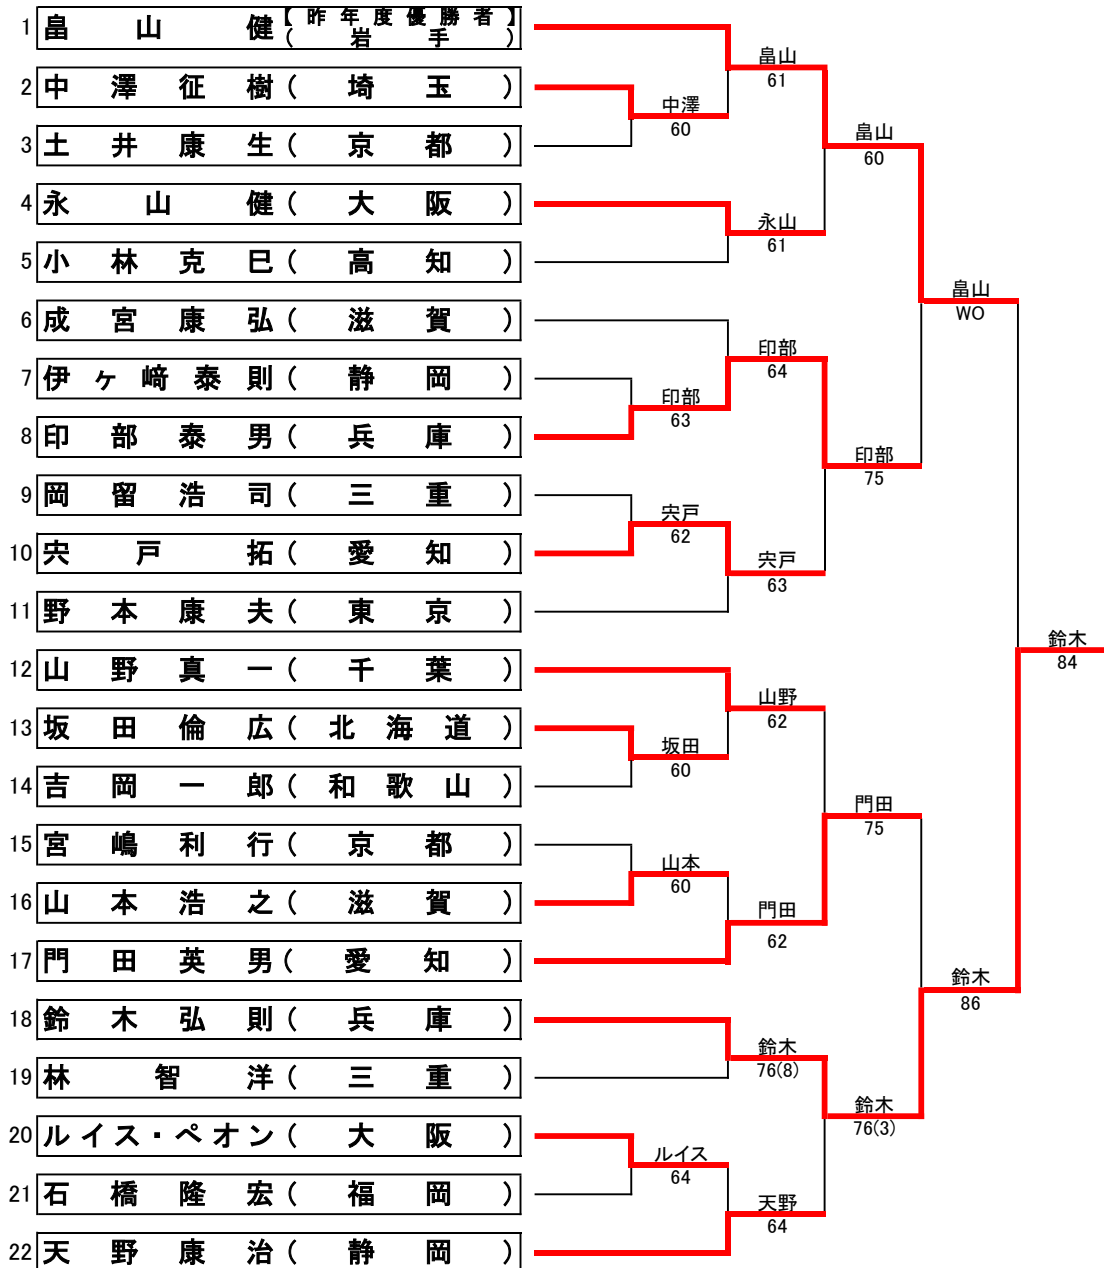 1 畠山健【昨年度優勝者】(岩手)
2 中澤征樹(埼玉)
3 土井康生(京都)
4 永山健(大阪)
5 小林克巳(高知)
6 成宮康弘(滋賀)
7 伊ヶ﨑泰則(静岡)
8 印部泰男(兵庫)
9 岡留浩司(三重)
10 宍戸拓(愛知)
11 野本康夫(東京)
12 山野真一(千葉)
13 坂田倫広(北海道)
14 吉岡一郎(和歌山)
15 宮嶋利行(京都)
16 山本浩之(滋賀)
17 門田英男(愛知)
18 鈴木弘則(兵庫)
19 林智洋(三重)
20 ルイス・ペオン(大阪)
21 石橋隆宏(福岡)
22 天野康治(静岡)
中澤
60
印部
63
宍戸
62
坂田
60
山本
60
ルイス
64
畠山
61
永山
61
印部
64
宍戸
63
山野
62
門田
62
鈴木
76(8)
天野
64
畠山
60
印部
75
門田
75
鈴木
76(3)
畠山
WO
鈴木
86
鈴木
84